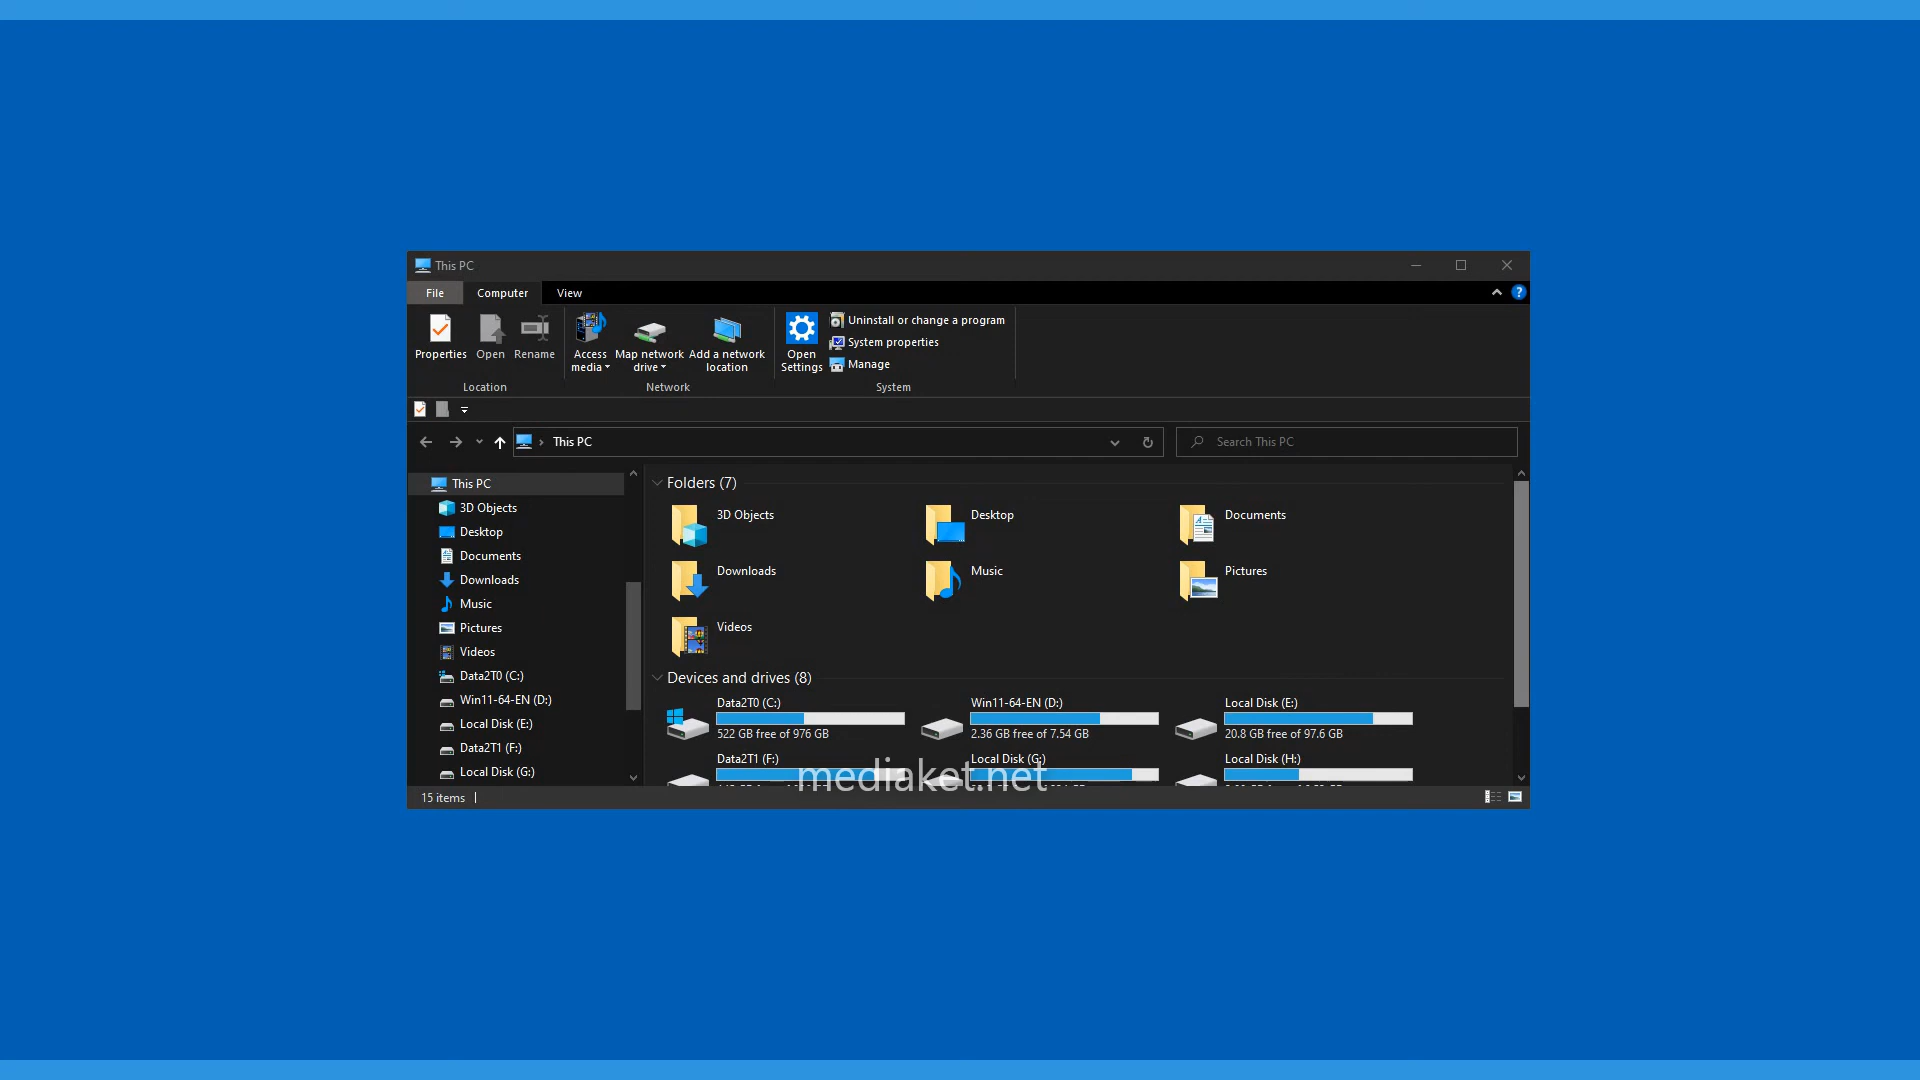 This PC
File Computer View
Properties Open Rename Access media Map network drive Add a network location Open Settings
Uninstall or change a program
System properties
Manage
Location Network System
This PC
Search This PC
This PC
3D Objects
Desktop
Documents
Downloads
Music
Pictures
Videos
Data2T0 (C:)
Win11-64-EN (D:)
Local Disk (E:)
Data2T1 (F:)
Local Disk (G:)
Folders (7)
3D Objects Desktop Documents
Downloads Music Pictures
Videos
Devices and drives (8)
Data2T0 (C:) Win11-64-EN (D:) Local Disk (E:)
522 GB free of 976 GB 2.36 GB free of 7.54 GB 20.8 GB free of 97.6 GB
Data2T1 (F:) Local Disk (G:) Local Disk (H:)
mediaket.net
15 items